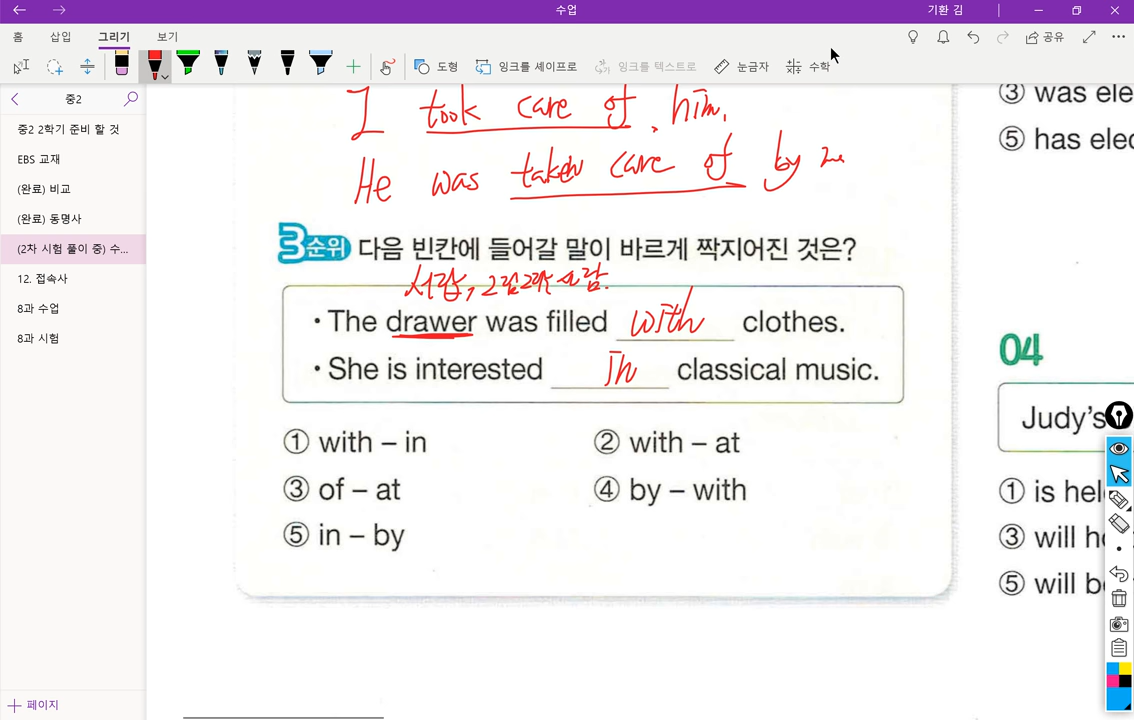 수업
기환 김
홈 삽입 그리기 보기
공유
도형 잉크를 셰이프로 잉크를 텍스트로 눈금자 수학
중2
중2 2학기 준비 할 것
EBS 교재
(완료) 비교
(완료) 동명사
(2차 시험 풀이 중) 수...
12. 접속사
8과 수업
8과 시험
페이지
I took care of him.
He was taken care of by me
3순위 다음 빈칸에 들어갈 말이 바르게 짝지어진 것은?
서랍,
• The drawer was filled with clothes.
• She is interested in classical music.
① with – in ② with – at
③ of – at ④ by – with
⑤ in – by
③ was ele
⑤ has elec
04
Judy's
① is hel
③ will h
⑤ will b